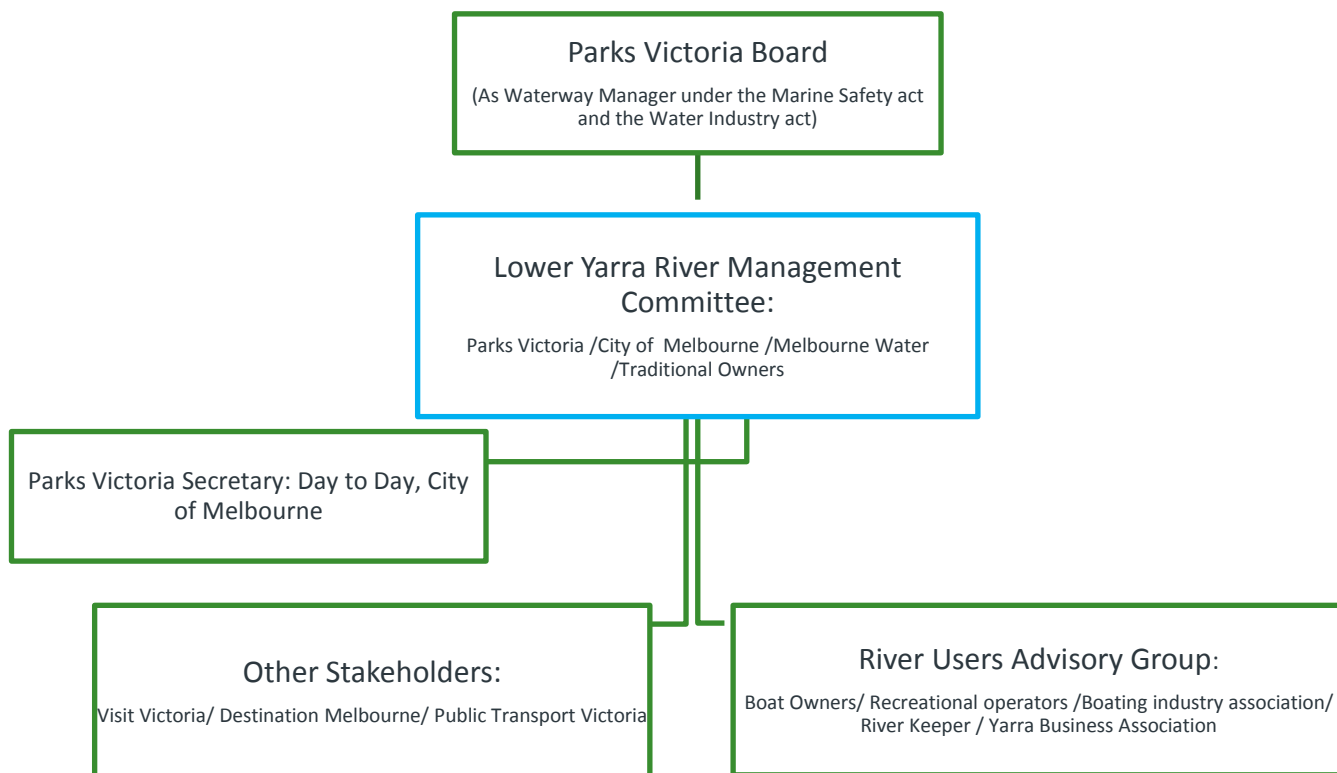 Parks Victoria Board
(As Waterway Manager under the Marine Safety act
and the Water Industry act)
Lower Yarra River Management
Committee:
Parks Victoria /City of  Melbourne /Melbourne Water
/Traditional Owners
Parks Victoria Secretary: Day to Day, City
of Melbourne
Other Stakeholders:
Visit Victoria/ Destination Melbourne/ Public Transport Victoria
River Users Advisory Group:
Boat Owners/ Recreational operators /Boating industry association/
River Keeper / Yarra Business Association